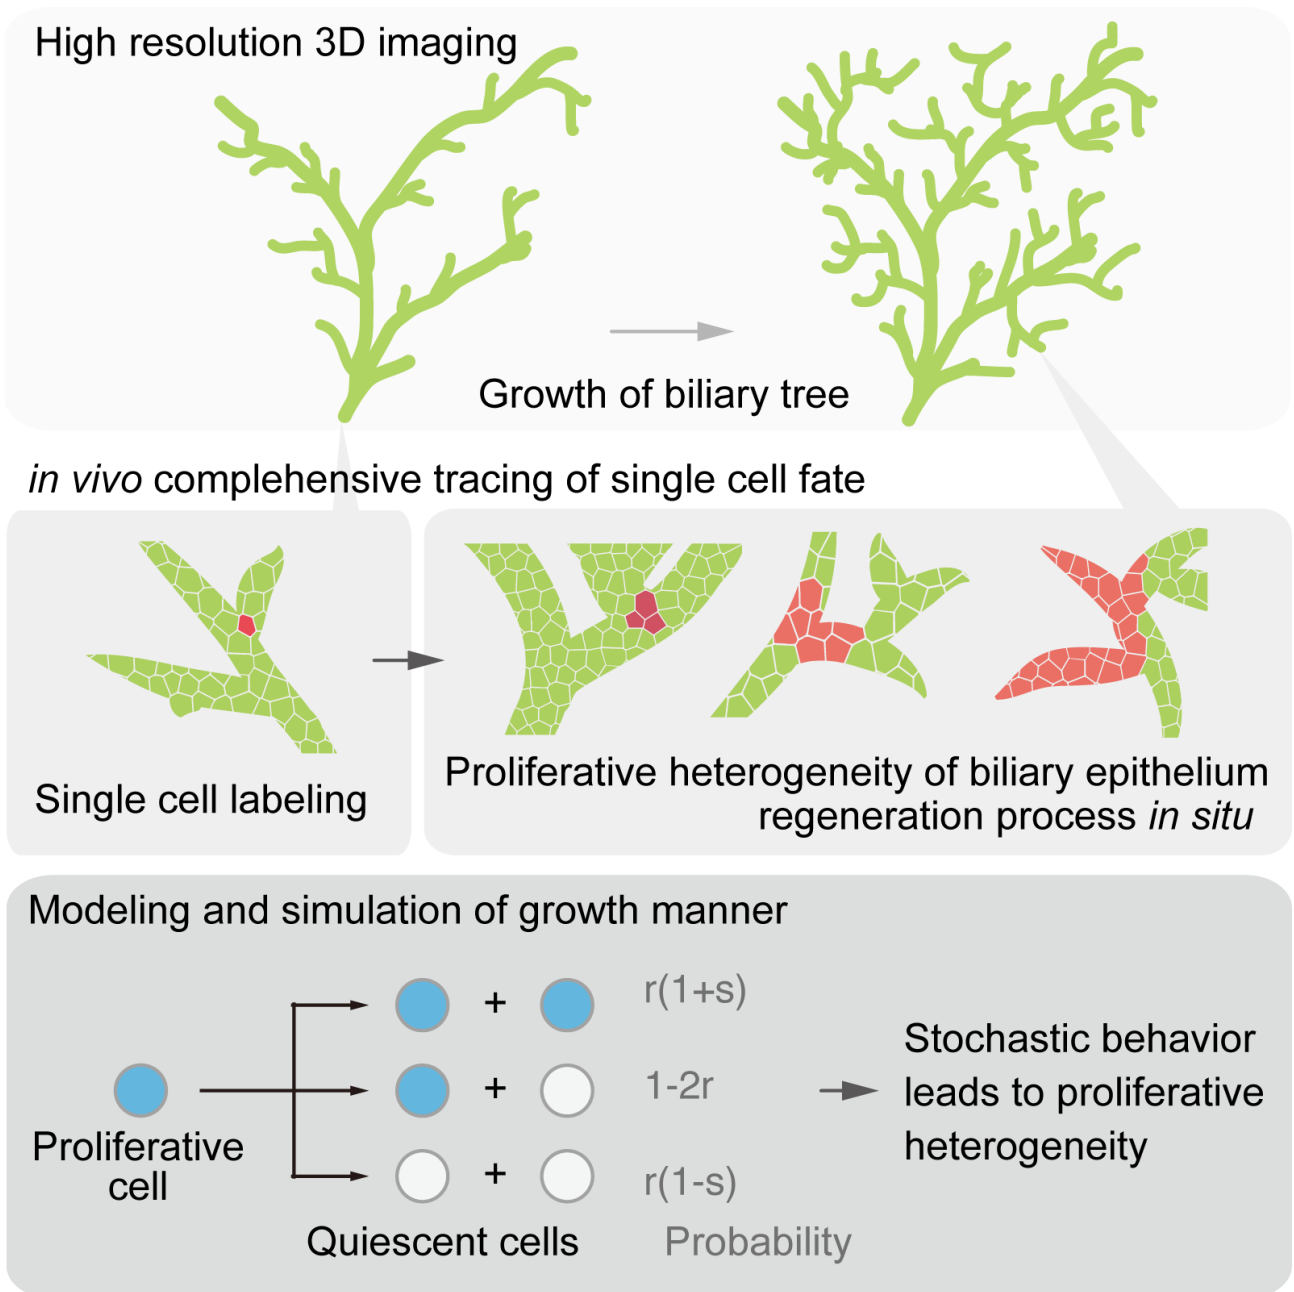 High resolution 3D imaging
Growth of biliary tree
in vivo complehensive tracing of single cell fate
Single cell labeling
Proliferative heterogeneity of biliary epithelium
regeneration process in situ
Modeling and simulation of growth manner
Proliferative
cell
+
r(1+s)
+
1-2r
+
r(1-s)
Quiescent cells
Probability
Stochastic behavior
leads to proliferative
heterogeneity